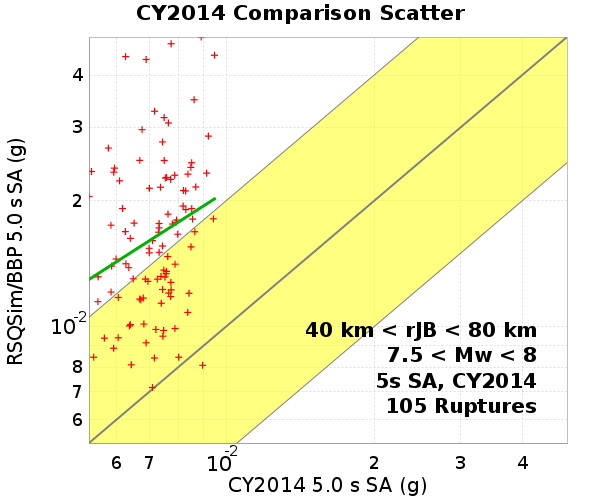 CY2014 Comparison Scatter
RSQSim/BBP 5.0 s SA (g)
4
3
2
10-2
8
7
6
40 km < rJB < 80 km
7.5 < Mw < 8
5s SA, CY2014
105 Ruptures
6 7 10-2 2 3 4
CY2014 5.0 s SA (g)